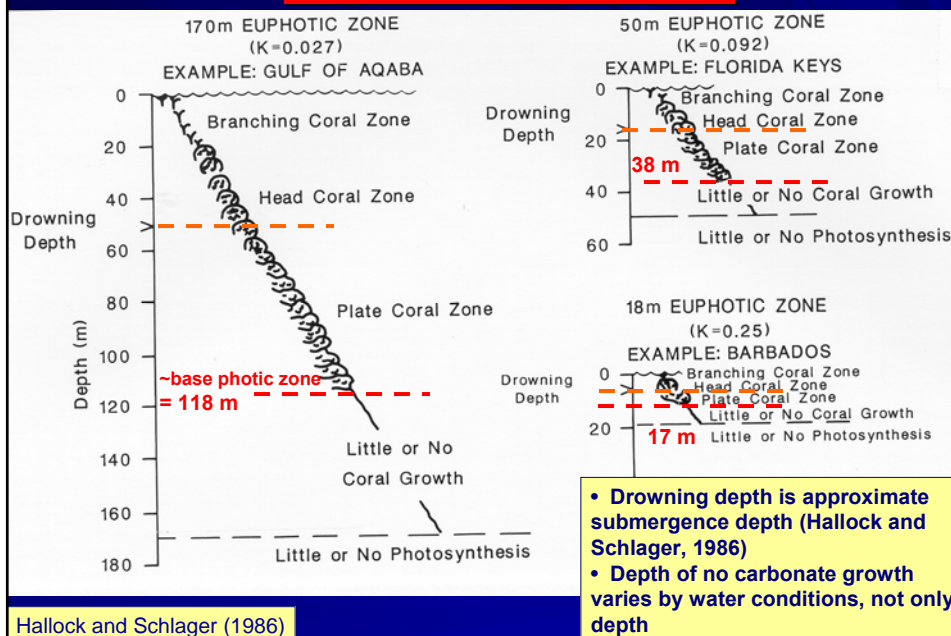 170m EUPHOTIC ZONE
(K=0.027)
EXAMPLE: GULF OF AQABA
0
20
40
60
80
100
120
140
160
180
Depth (m)
Drowning
Depth
Branching Coral Zone
Head Coral Zone
Plate Coral Zone
~base photic zone
= 118 m
Little or No
Coral Growth
Little or No Photosynthesis
50m EUPHOTIC ZONE
(K=0.092)
EXAMPLE: FLORIDA KEYS
0
20
40
60
Drowning
Depth
Branching Coral Zone
Head Coral Zone
Plate Coral Zone
38 m
Little or No Coral Growth
Little or No Photosynthesis
18m EUPHOTIC ZONE
(K=0.25)
EXAMPLE: BARBADOS
0
20
Drowning
Depth
Branching Coral Zone
Head Coral Zone
Plate Coral Zone
Little or No Coral Growth
17 m
Little or No Photosynthesis
• Drowning depth is approximate
submergence depth (Hallock and
Schlager, 1986)
• Depth of no carbonate growth
varies by water conditions, not only
depth
Hallock and Schlager (1986)